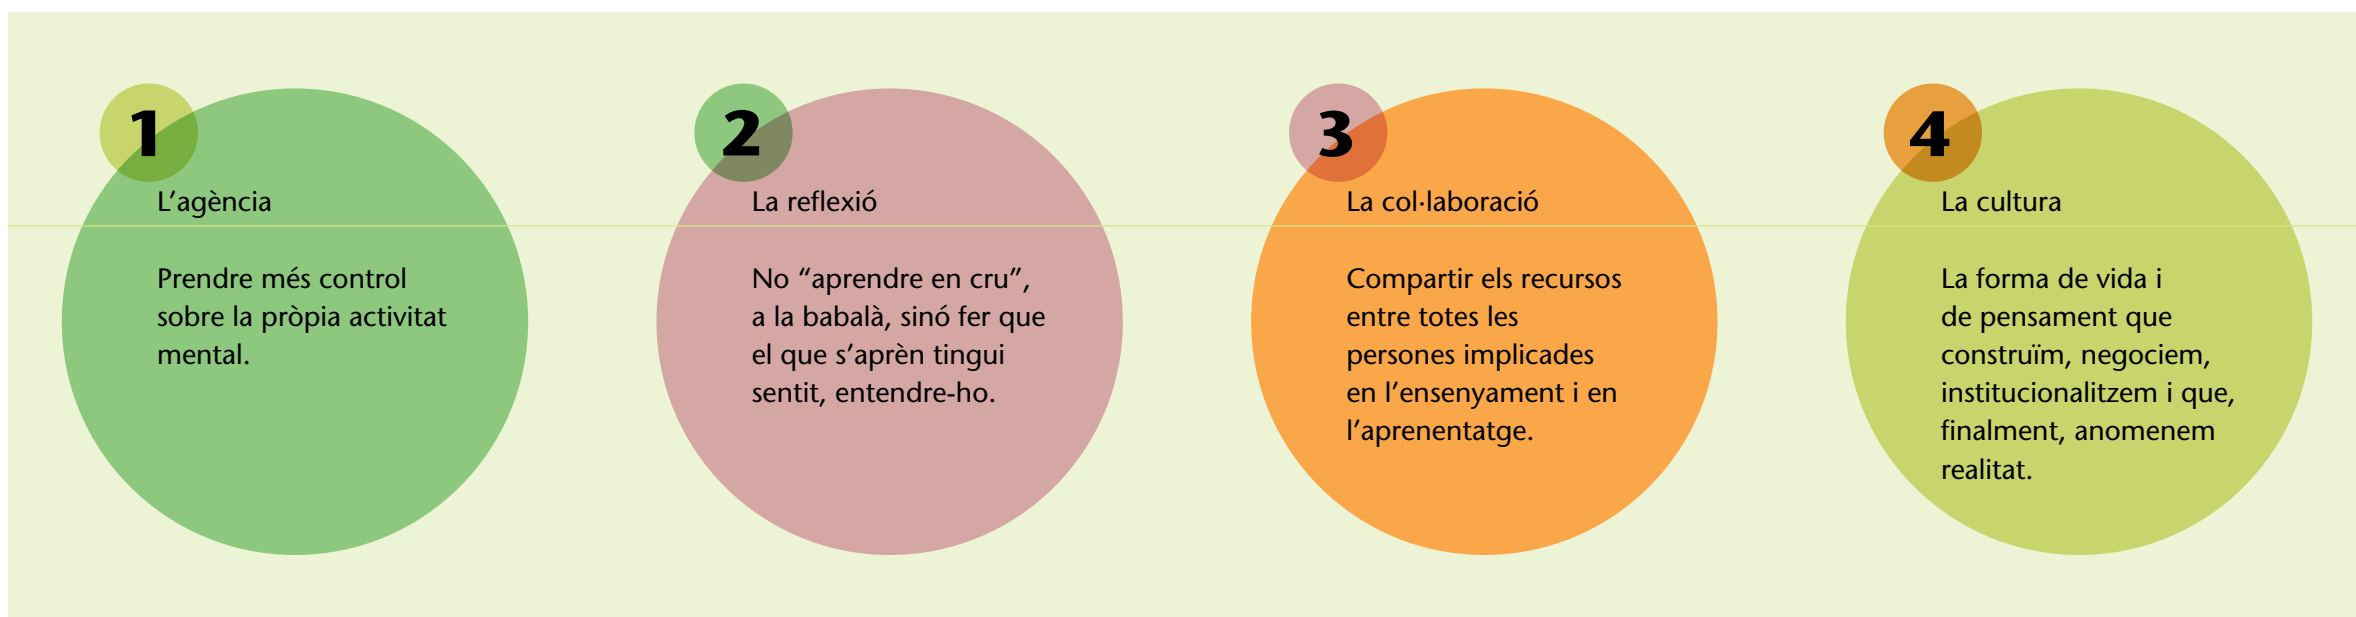 1
L’agència
Prendre més control
sobre la pròpia activitat
mental.
2
La reflexió
No “aprendre en cru”,
a la babalà, sinó fer que
el que s’aprèn tingui
sentit, entendre-ho.
3
La col·laboració
Compartir els recursos
entre totes les
persones implicades
en l’ensenyament i en
l’aprenentatge.
4
La cultura
La forma de vida i
de pensament que
construïm, negociem,
institucionalitzem i que,
finalment, anomenem
realitat.